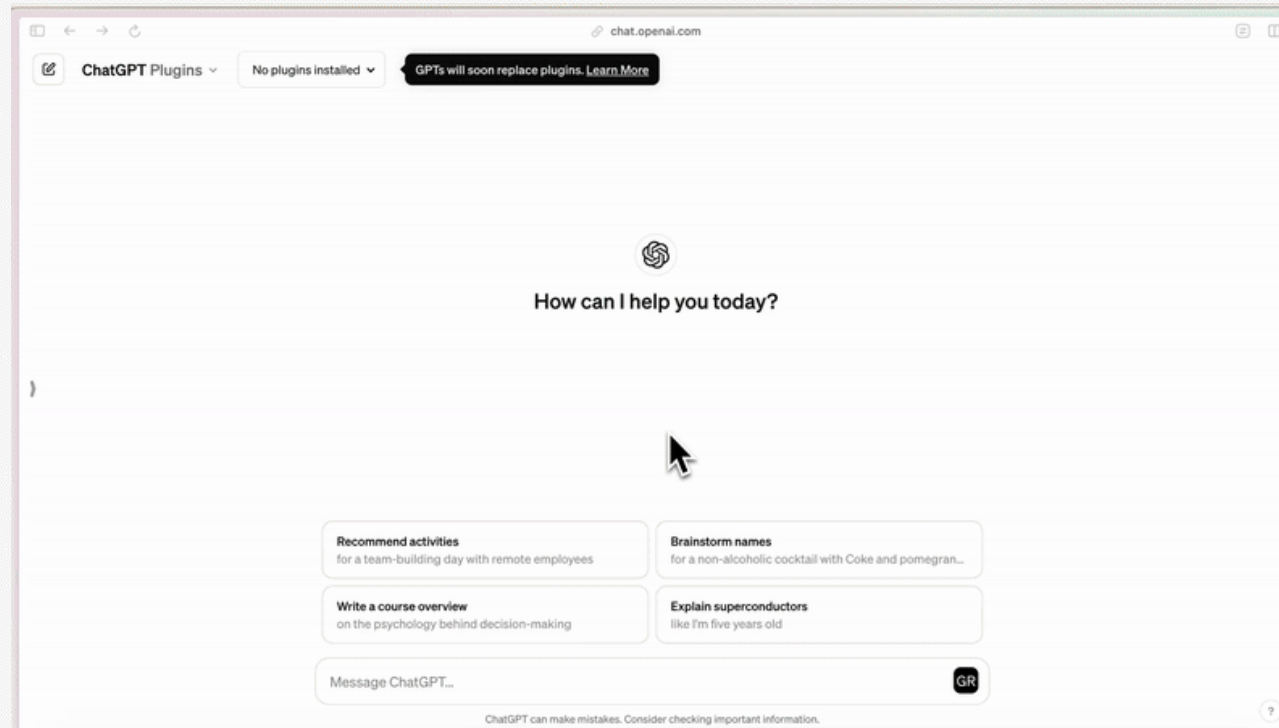 chat.openai.com
ChatGPT Plugins
No plugins installed
GPTs will soon replace plugins. Learn More
How can I help you today?
Recommend activities
for a team-building day with remote employees
Brainstorm names
for a non-alcoholic cocktail with Coke and pomegran...
Write a course overview
on the psychology behind decision-making
Explain superconductors
like I'm five years old
Message ChatGPT...
GR
ChatGPT can make mistakes. Consider checking important information.
?